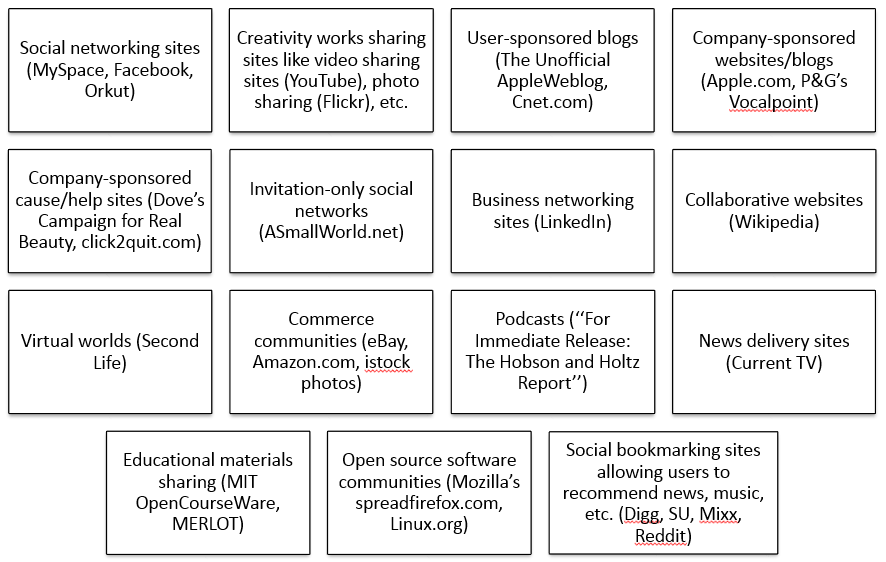 Social networking sites
(MySpace, Facebook,
Orkut)
Creativity works sharing
sites like video sharing
sites (YouTube), photo
sharing (Flickr), etc.
User-sponsored blogs
(The Unofficial
AppleWeblog,
Cnet.com)
Company-sponsored
websites/blogs
(Apple.com, P&G’s
Vocalpoint)
Company-sponsored
cause/help sites (Dove’s
Campaign for Real
Beauty, click2quit.com)
Invitation-only social
networks
(ASmallWorld.net)
Business networking
sites (LinkedIn)
Collaborative websites
(Wikipedia)
Virtual worlds (Second
Life)
Commerce
communities (eBay,
Amazon.com, istock
photos)
Podcasts (‘‘For
Immediate Release:
The Hobson and Holtz
Report’’)
News delivery sites
(Current TV)
Educational materials
sharing (MIT
OpenCourseWare,
MERLOT)
Open source software
communities (Mozilla’s
spreadfirefox.com,
Linux.org)
Social bookmarking sites
allowing users to
recommend news, music,
etc. (Digg, SU, Mixx,
Reddit)